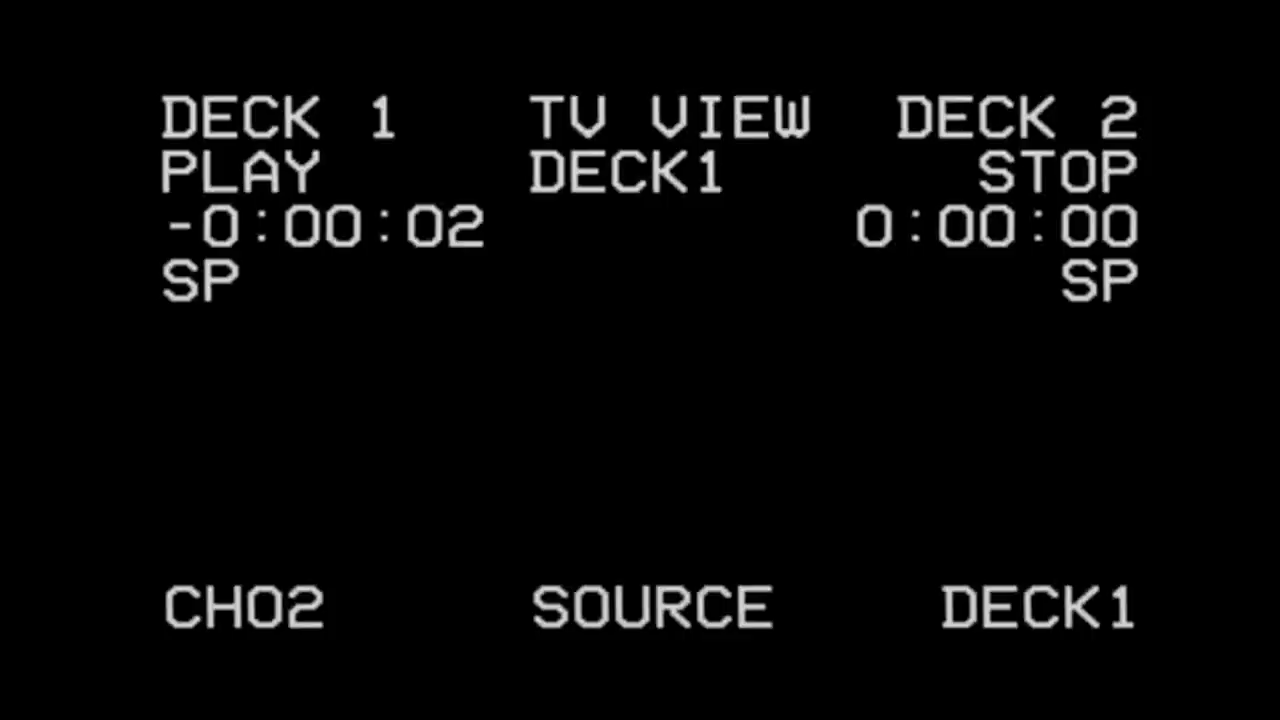 DECK 1 TV VIEW DECK 2
PLAY DECK1 STOP
-0:00:02 0:00:00
SP SP
CH02 SOURCE DECK1